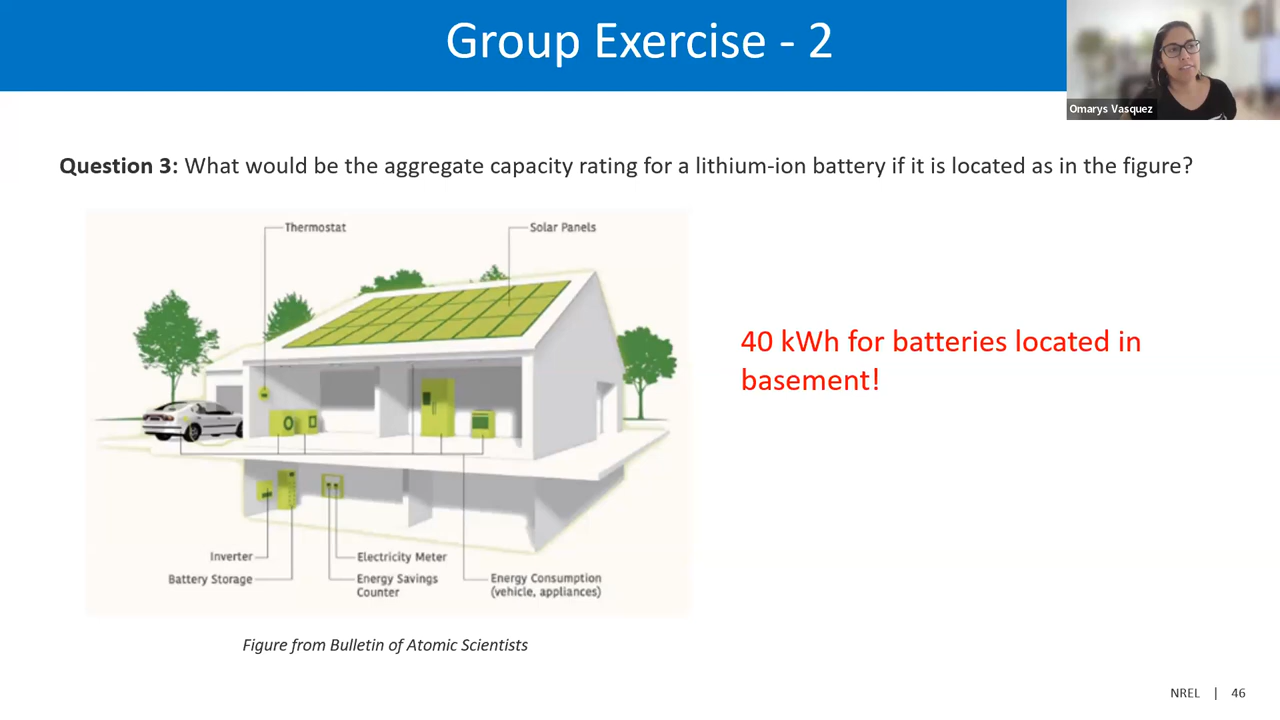 Group Exercise - 2
Omarys Vasquez
Question 3: What would be the aggregate capacity rating for a lithium-ion battery if it is located as in the figure?
Thermostat
Solar Panels
40 kWh for batteries located in
basement!
Inverter
Electricity Meter
Battery Storage
Energy Savings
Counter
Energy Consumption
(vehicle, appliances)
Figure from Bulletin of Atomic Scientists
NREL | 46